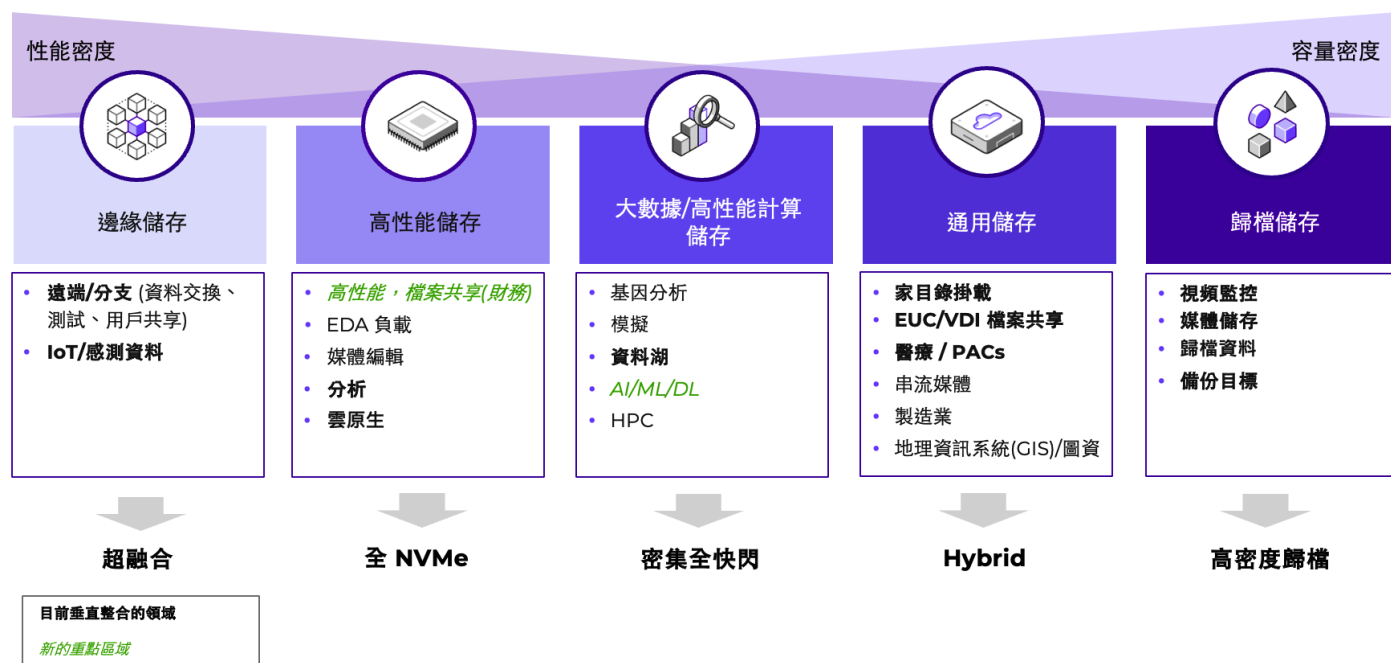 性能密度
容量密度
邊緣儲存
高性能儲存
大數據/高性能計算
儲存
通用儲存
歸檔儲存
• 遠端/分支 (資料交換、
測試、用戶共享)
• IoT/感測資料
• 高性能，檔案共享(財務)
• EDA 負載
• 媒體編輯
• 分析
• 雲原生
• 基因分析
• 模擬
• 資料湖
• AI/ML/DL
• HPC
• 家目錄掛載
• EUC/VDI 檔案共享
• 醫療 / PACs
• 串流媒體
• 製造業
• 地理資訊系統(GIS)/圖資
• 視頻監控
• 媒體儲存
• 歸檔資料
• 備份目標
超融合
全 NVMe
密集全快閃
Hybrid
高密度歸檔
目前垂直整合的領域
新的重點區域